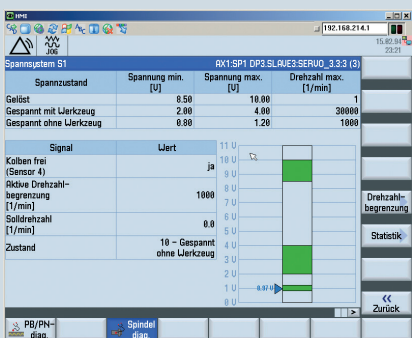 HMI
192.168.214.1
JOG
15.02.94
23:21
Spannsystem S1 AX1:SP1 DP3.SLAVE3:SERVO_3.3:3 (3)
Spannzustand Spannung min. [V] Spannung max. [V] Drehzahl max. [1/min]
Gelöst 8.50 10.00 1
Gespannt mit Werkzeug 2.00 4.00 30000
Gespannt ohne Werkzeug 0.80 1.20 1000
Signal Wert
Kolben frei
(Sensor 4) ja
Aktive Drehzahl-
begrenzung
[1/min] 1000
Solldrehzahl
[1/min] 0.0
Zustand 10 - Gespannt
ohne Werkzeug
11 V
10 V
9 V
8 V
7 V
6 V
5 V
4 V
3 V
2 V
1 V
0 V
0.97 V
Drehzahl-
begrenzung
Statistik
Zurück
PB/PN-
diag.
Spindel
diag.